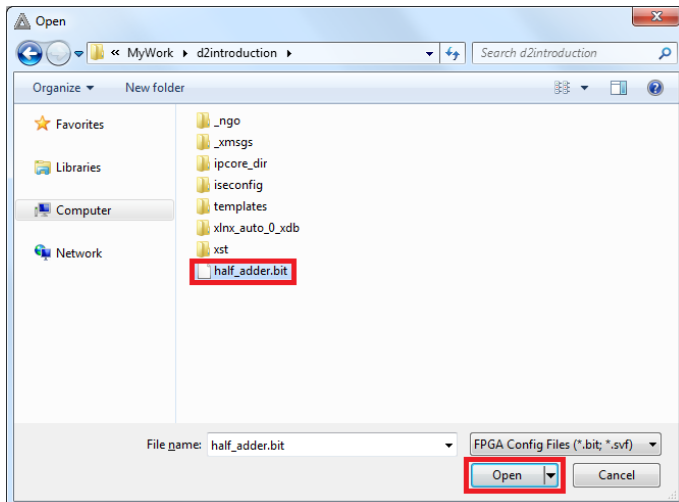 Open
« MyWork ▸ d2introduction ▸
Search d2introduction
Organize
New folder
Favorites
Libraries
Computer
Network
_ngo
_xmsgs
ipcore_dir
iseconfig
templates
xlnx_auto_0_xdb
xst
half_adder.bit
File name: half_adder.bit
FPGA Config Files (*.bit; *.svf)
Open
Cancel